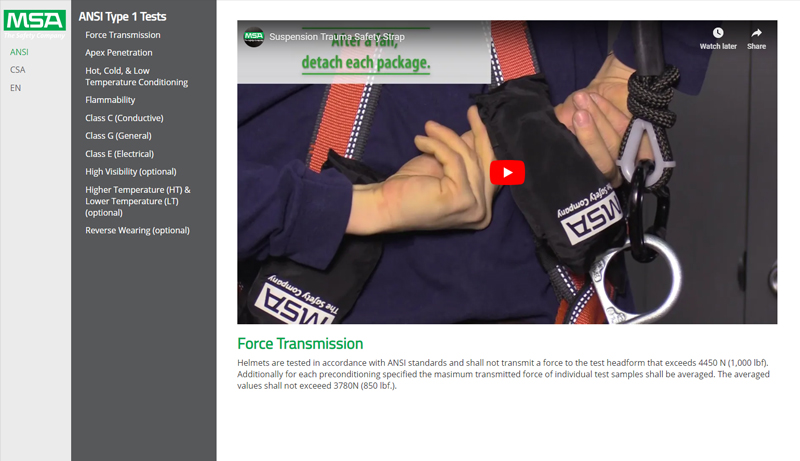 MSA
The Safety Company
ANSI
CSA
EN
ANSI Type 1 Tests
Force Transmission
Apex Penetration
Hot, Cold, & Low
Temperature Conditioning
Flammability
Class C (Conductive)
Class G (General)
Class E (Electrical)
High Visibility (optional)
Higher Temperature (HT) &
Lower Temperature (LT)
(optional)
Reverse Wearing (optional)
MSA
Suspension Trauma Safety Strap
Watch later
Share
After a fall,
detach each package.
MSA
The Safety Company
MSA
The Safety Company
Force Transmission
Helmets are tested in accordance with ANSI standards and shall not transmit a force to the test headform that exceeds 4450 N (1,000 lbf).
Additionally for each preconditioning specified the masimum transmitted force of individual test samples shall be averaged. The averaged
values shall not exceeed 3780N (850 lbf.).